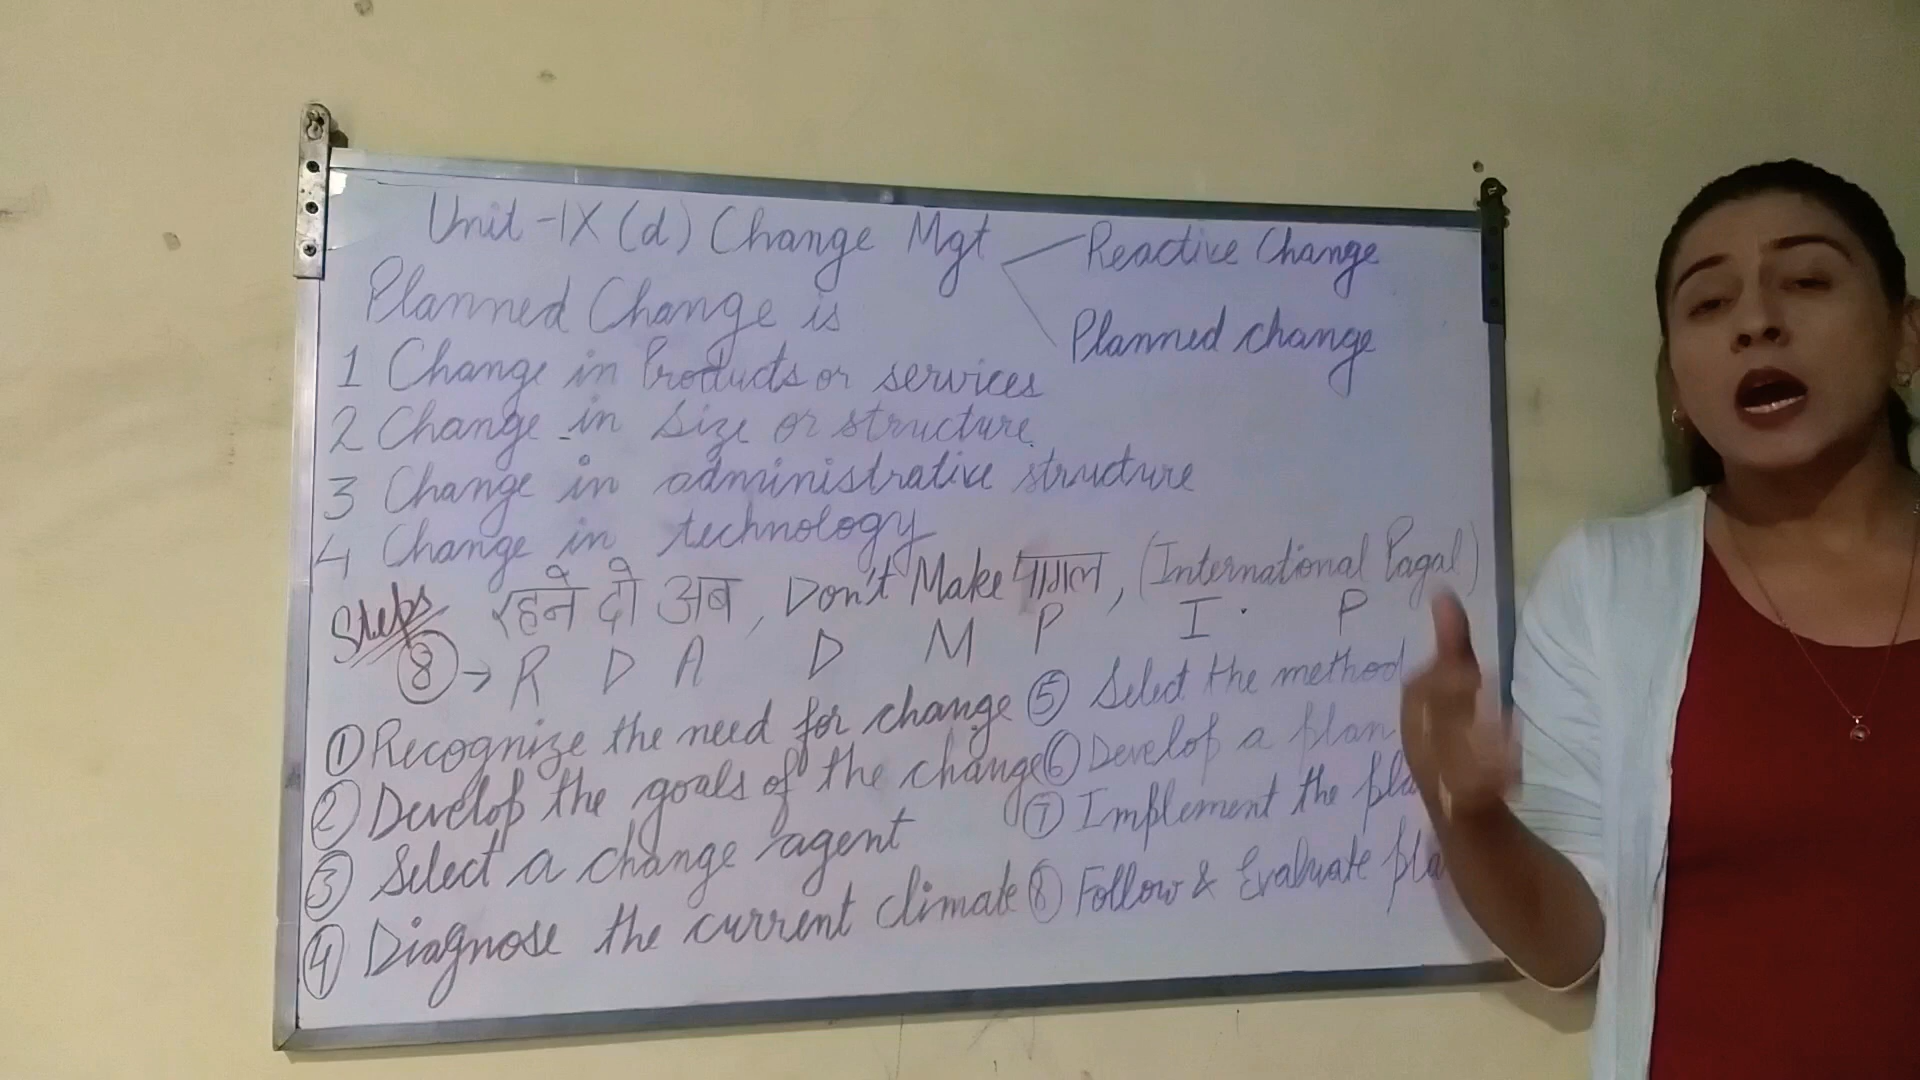 Unit-IX (d) Change Mgt
Reactive Change
Planned change
Planned Change is
1 Change in Products or services
2 Change in size or structure
3 Change in administrative structure
4 Change in technology
Steps रहने दो अब, Don't Make पागल, (International Pagal)
8 → R D A D M P I P
1 Recognize the need for change
2 Develop the goals of the change
3 Select a change agent
4 Diagnose the current climate
5 Select the method
6 Develop a plan
7 Implement the
8 Follow & Evaluate